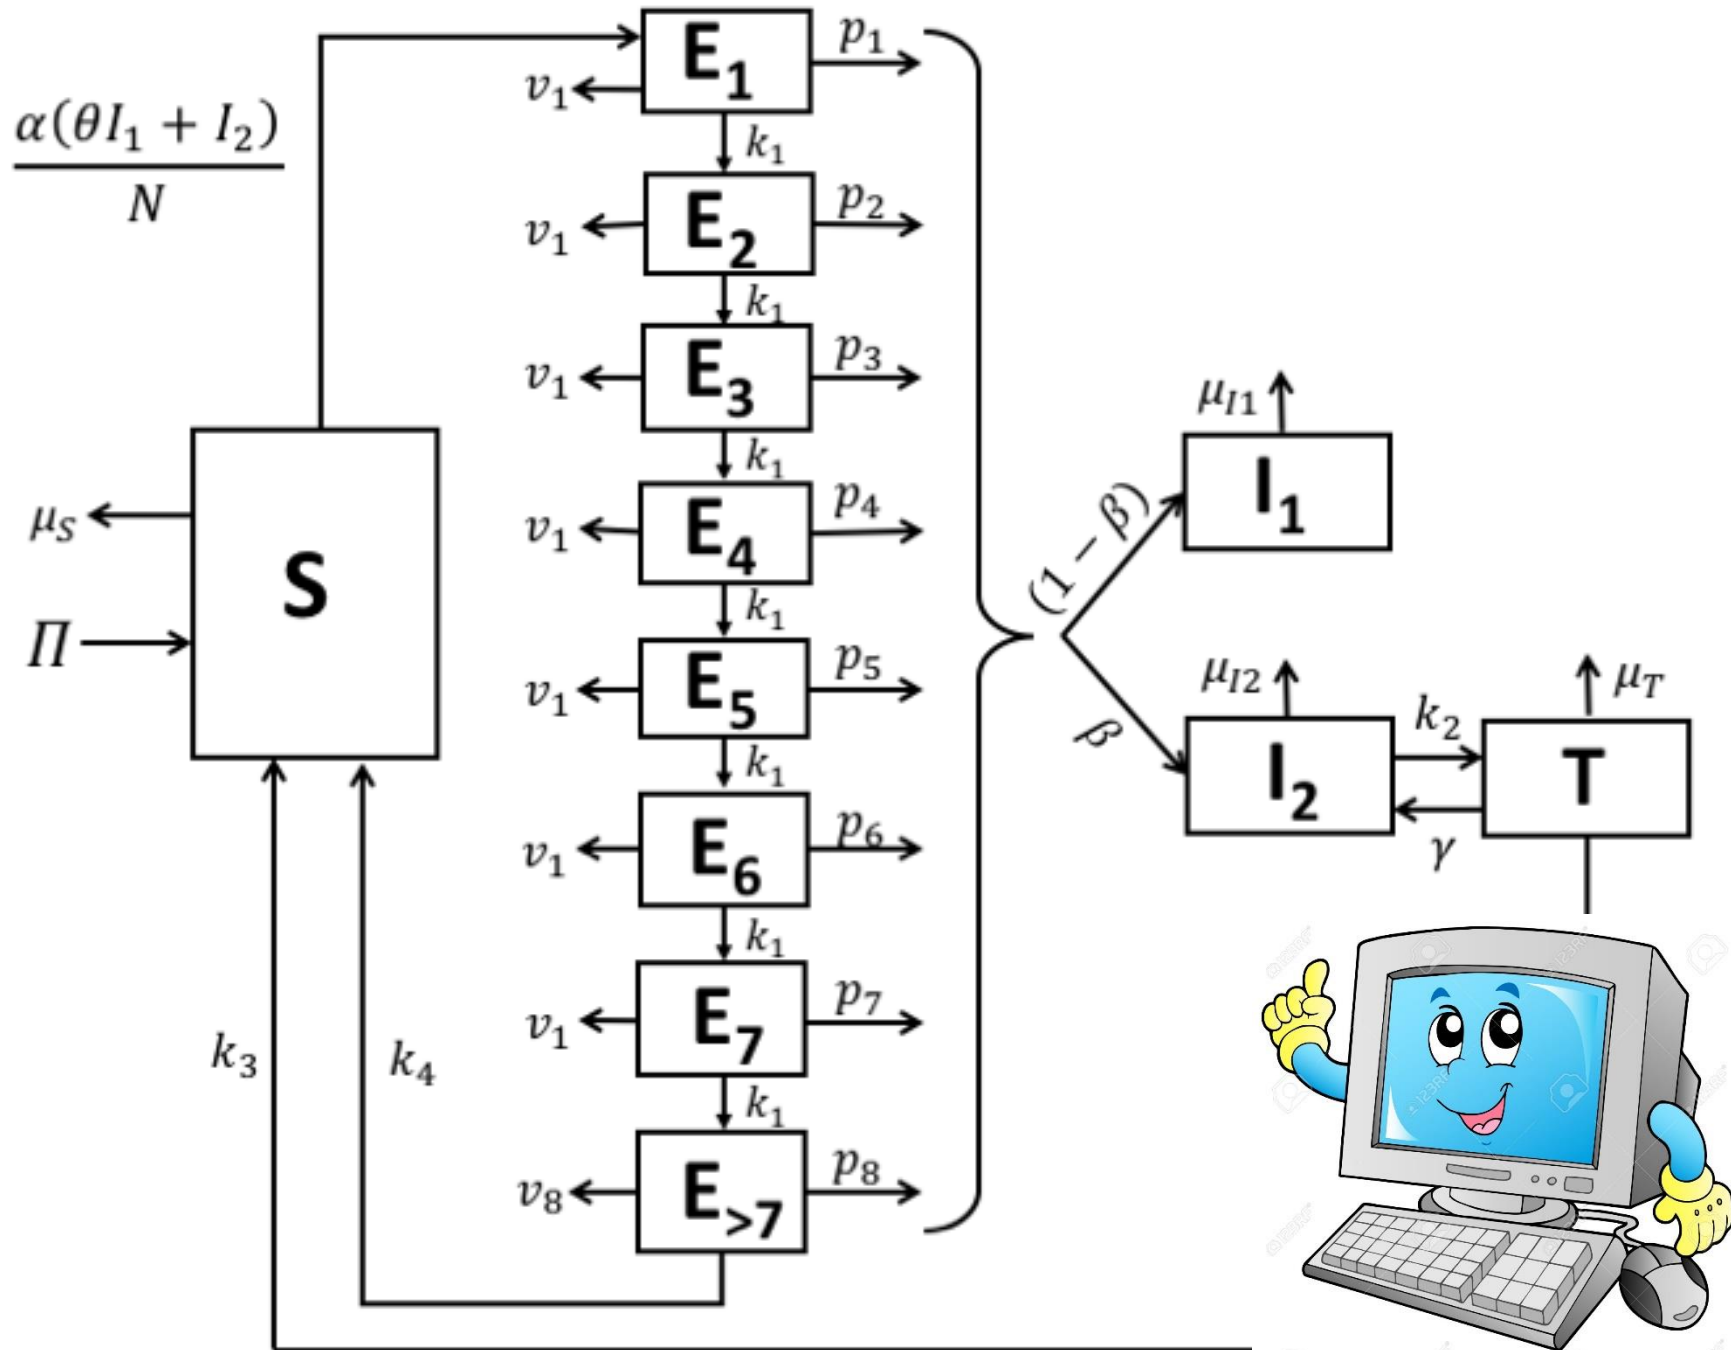 E₁
p₁
v₁
α(θI₁ + I₂)
N
k₁
E₂
p₂
v₁
k₁
E₃
p₃
v₁
k₁
E₄
p₄
v₁
k₁
E₅
p₅
v₁
k₁
E₆
p₆
v₁
k₁
E₇
p₇
v₁
k₁
E>₇
p₈
v₈
μS
Π
S
k₃
k₄
(1 − β)
β
μI1
I₁
μI2
I₂
k₂
γ
μT
T
123RF